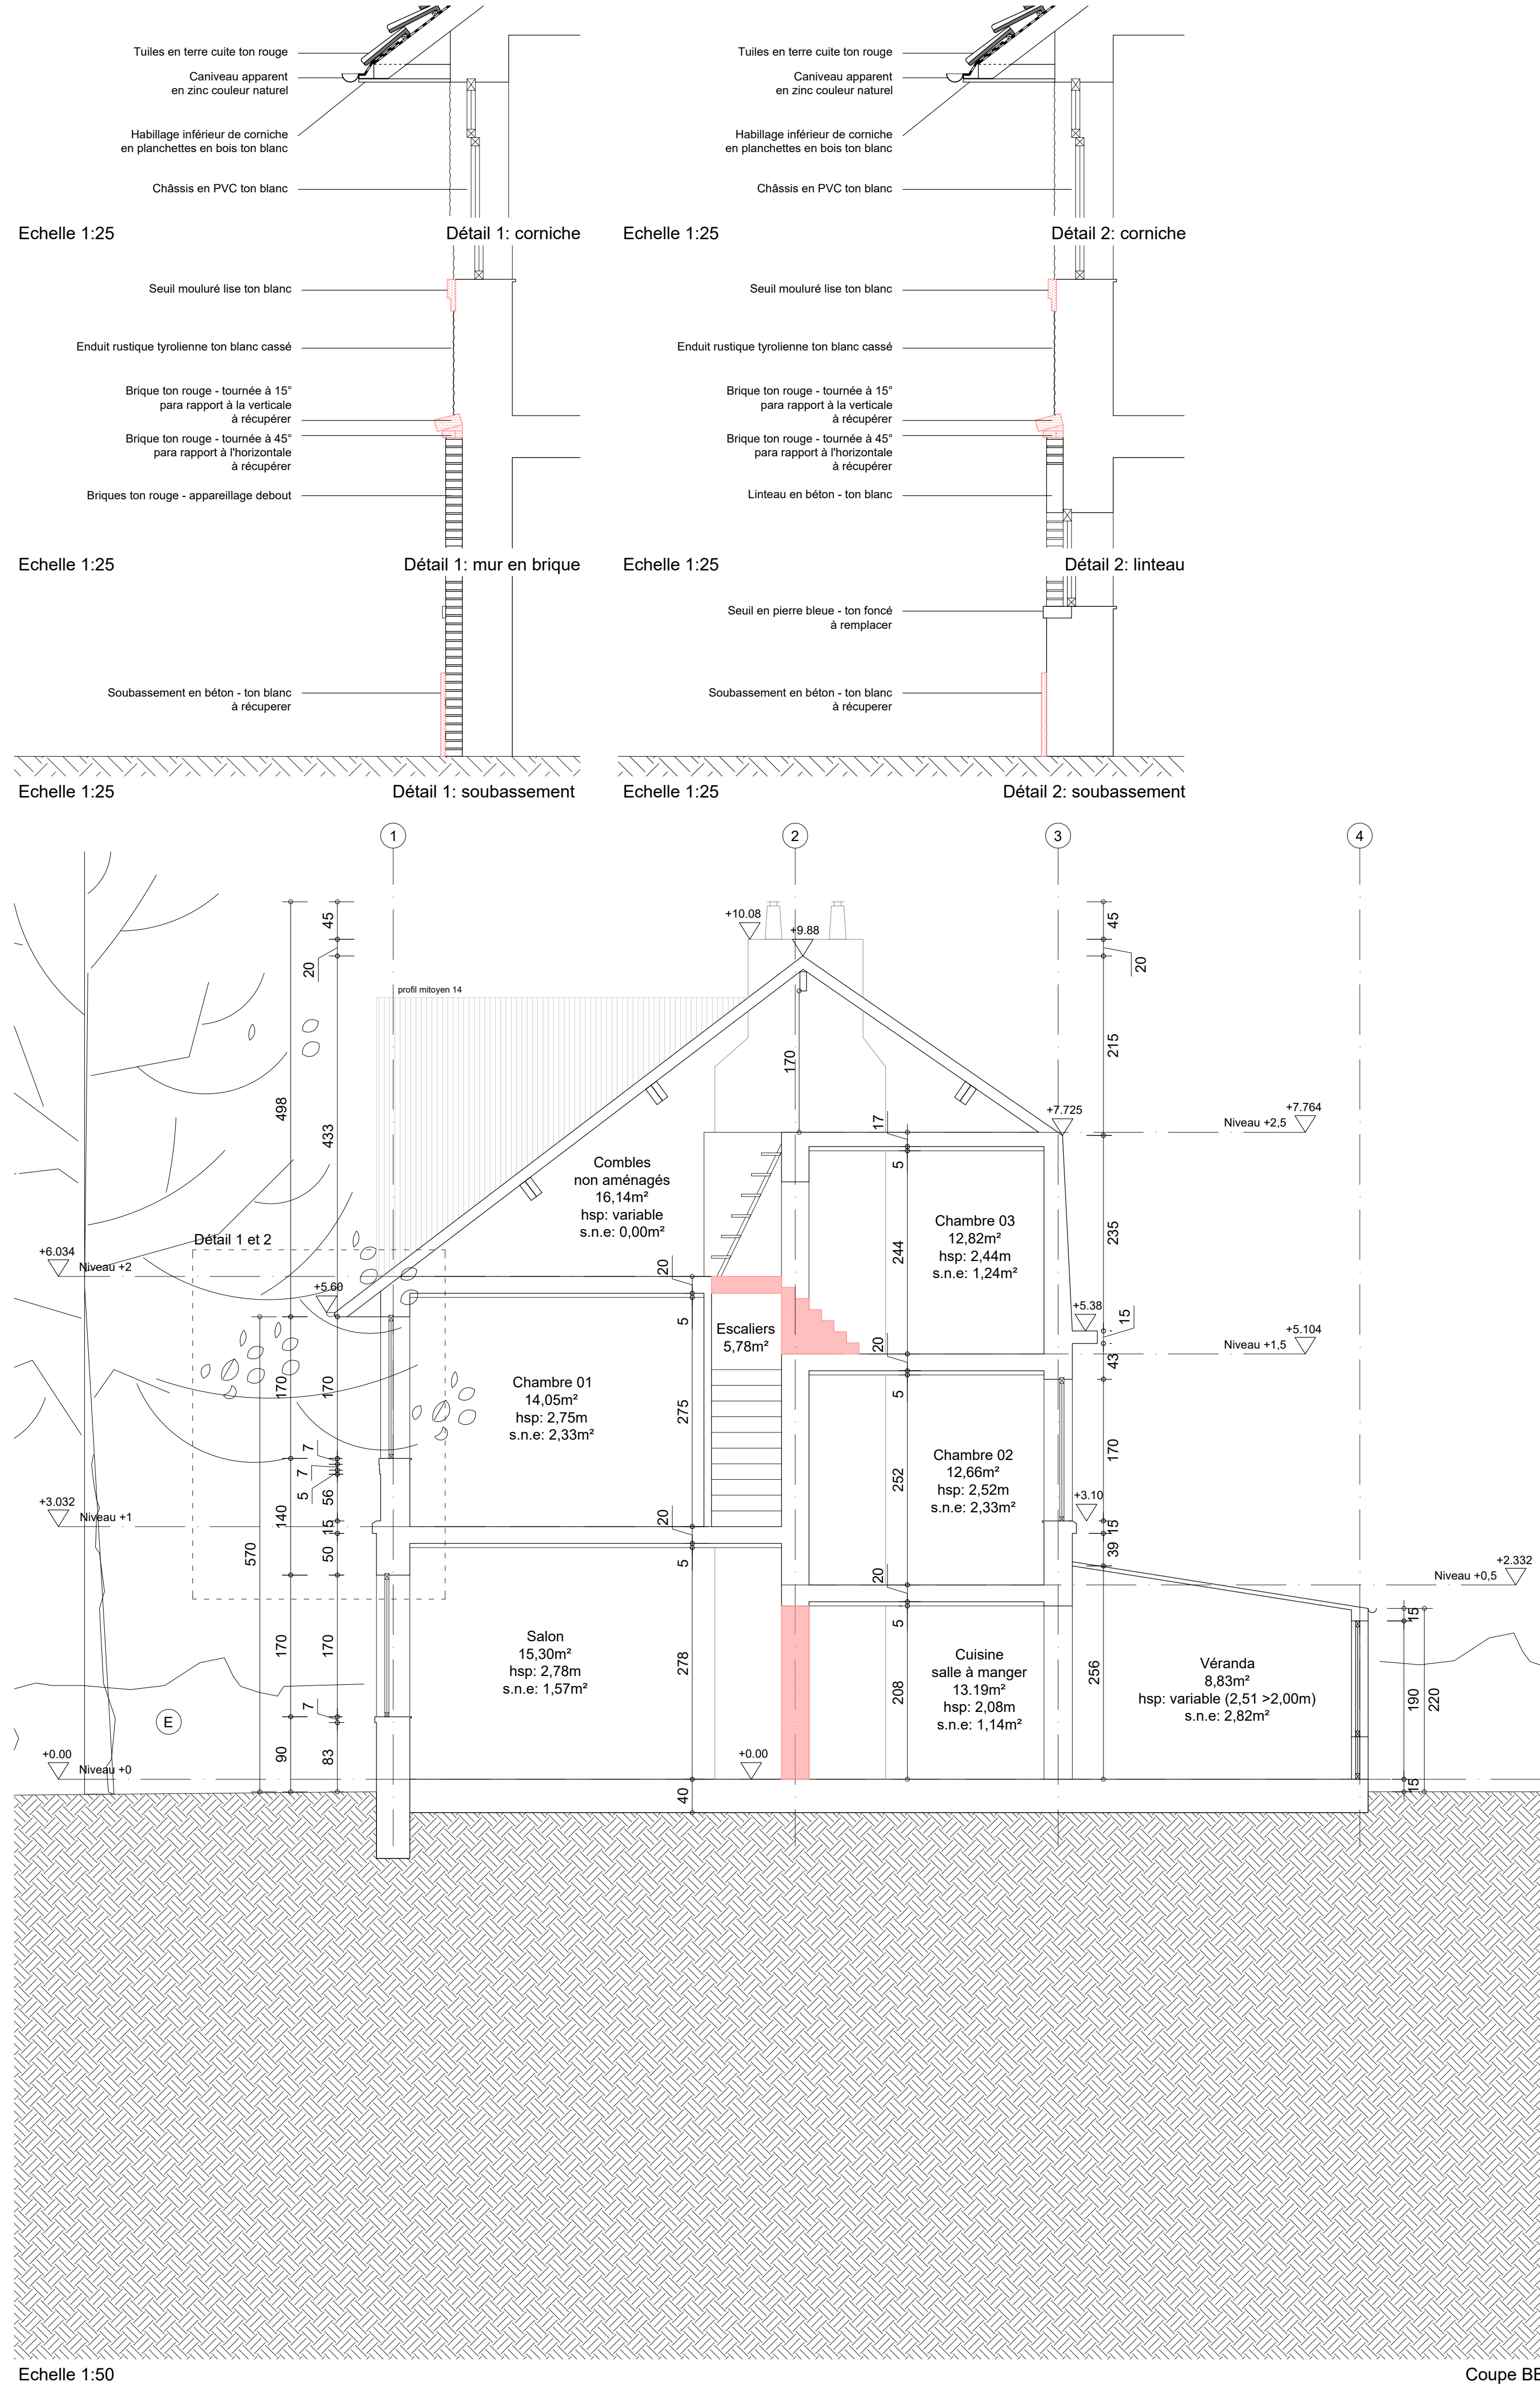 Tuiles en terre cuite ton rouge
Caniveau apparent
en zinc couleur naturel
Habillage inférieur de corniche
en planchettes en bois ton blanc
Châssis en PVC ton blanc
Echelle 1:25
Détail 1: corniche
Tuiles en terre cuite ton rouge
Caniveau apparent
en zinc couleur naturel
Habillage inférieur de corniche
en planchettes en bois ton blanc
Châssis en PVC ton blanc
Echelle 1:25
Détail 2: corniche
Seuil mouluré lise ton blanc
Enduit rustique tyrolienne ton blanc cassé
Brique ton rouge - tournée à 15°
para rapport à la verticale
à récupérer
Brique ton rouge - tournée à 45°
para rapport à l'horizontale
à récupérer
Briques ton rouge - appareillage debout
Echelle 1:25
Détail 1: mur en brique
Seuil mouluré lise ton blanc
Enduit rustique tyrolienne ton blanc cassé
Brique ton rouge - tournée à 15°
para rapport à la verticale
à récupérer
Brique ton rouge - tournée à 45°
para rapport à l'horizontale
à récupérer
Linteau en béton - ton blanc
Echelle 1:25
Détail 2: linteau
Soubassement en béton - ton blanc
à récuperer
Echelle 1:25
Détail 1: soubassement
Seuil en pierre bleue - ton foncé
à remplacer
Soubassement en béton - ton blanc
à récuperer
Echelle 1:25
Détail 2: soubassement
1
2
3
4
45
20
498
433
570
170
170
7
7
5
56
140
15
50
170
170
7
90
83
profil mitoyen 14
+10.08
+9.88
170
45
20
215
+7.725
Niveau +2,5
+7.764
17
5
Combles
non aménagés
16,14m²
hsp: variable
s.n.e: 0,00m²
Chambre 03
12,82m²
hsp: 2,44m
s.n.e: 1,24m²
244
235
Détail 1 et 2
+6.034
Niveau +2
+5.60
20
5
Escaliers
5,78m²
20
5
+5.38
15
43
Niveau +1,5
+5.104
Chambre 01
14,05m²
hsp: 2,75m
s.n.e: 2,33m²
275
252
Chambre 02
12,66m²
hsp: 2,52m
s.n.e: 2,33m²
170
+3.10
15
39
+3.032
Niveau +1
20
5
20
5
Niveau +0,5
+2.332
Salon
15,30m²
hsp: 2,78m
s.n.e: 1,57m²
278
208
Cuisine
salle à manger
13.19m²
hsp: 2,08m
s.n.e: 1,14m²
256
Véranda
8,83m²
hsp: variable (2,51 >2,00m)
s.n.e: 2,82m²
15
190
220
15
E
+0.00
Niveau +0
+0.00
40
Echelle 1:50
Coupe BE